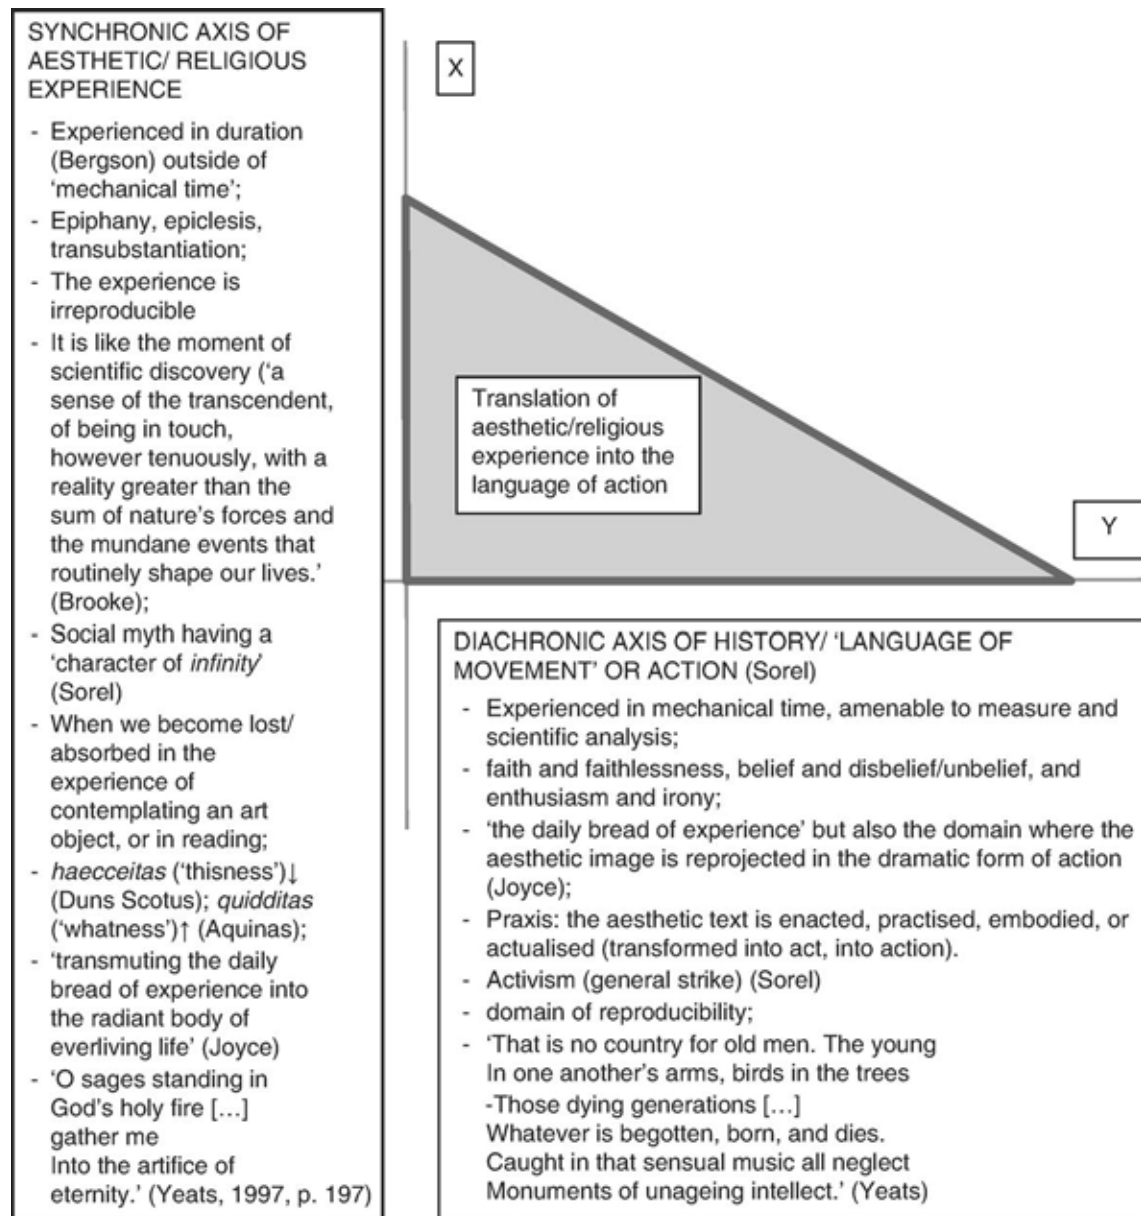 SYNCHRONIC AXIS OF
AESTHETIC/ RELIGIOUS
EXPERIENCE
- Experienced in duration
(Bergson) outside of
‘mechanical time’;
- Epiphany, epiclesis,
transubstantiation;
- The experience is
irreproducible
- It is like the moment of
scientific discovery (‘a
sense of the transcendent,
of being in touch,
however tenuously, with a
reality greater than the
sum of nature’s forces and
the mundane events that
routinely shape our lives.’
(Brooke);
- Social myth having a
‘character of infinity’
(Sorel)
- When we become lost/
absorbed in the
experience of
contemplating an art
object, or in reading;
- haecceitas (‘thisness’)↓
(Duns Scotus); quidditas
(‘whatness’)↑ (Aquinas);
- ‘transmuting the daily
bread of experience into
the radiant body of
everliving life’ (Joyce)
- ‘O sages standing in
God’s holy fire […]
gather me
Into the artifice of
eternity.’ (Yeats, 1997, p. 197)
X
Translation of
aesthetic/religious
experience into the
language of action
Y
DIACHRONIC AXIS OF HISTORY/ ‘LANGUAGE OF
MOVEMENT’ OR ACTION (Sorel)
- Experienced in mechanical time, amenable to measure and
scientific analysis;
- faith and faithlessness, belief and disbelief/unbelief, and
enthusiasm and irony;
- ‘the daily bread of experience’ but also the domain where the
aesthetic image is reprojected in the dramatic form of action
(Joyce);
- Praxis: the aesthetic text is enacted, practised, embodied, or
actualised (transformed into act, into action).
- Activism (general strike) (Sorel)
- domain of reproducibility;
- ‘That is no country for old men. The young
In one another’s arms, birds in the trees
-Those dying generations […]
Whatever is begotten, born, and dies.
Caught in that sensual music all neglect
Monuments of unageing intellect.’ (Yeats)